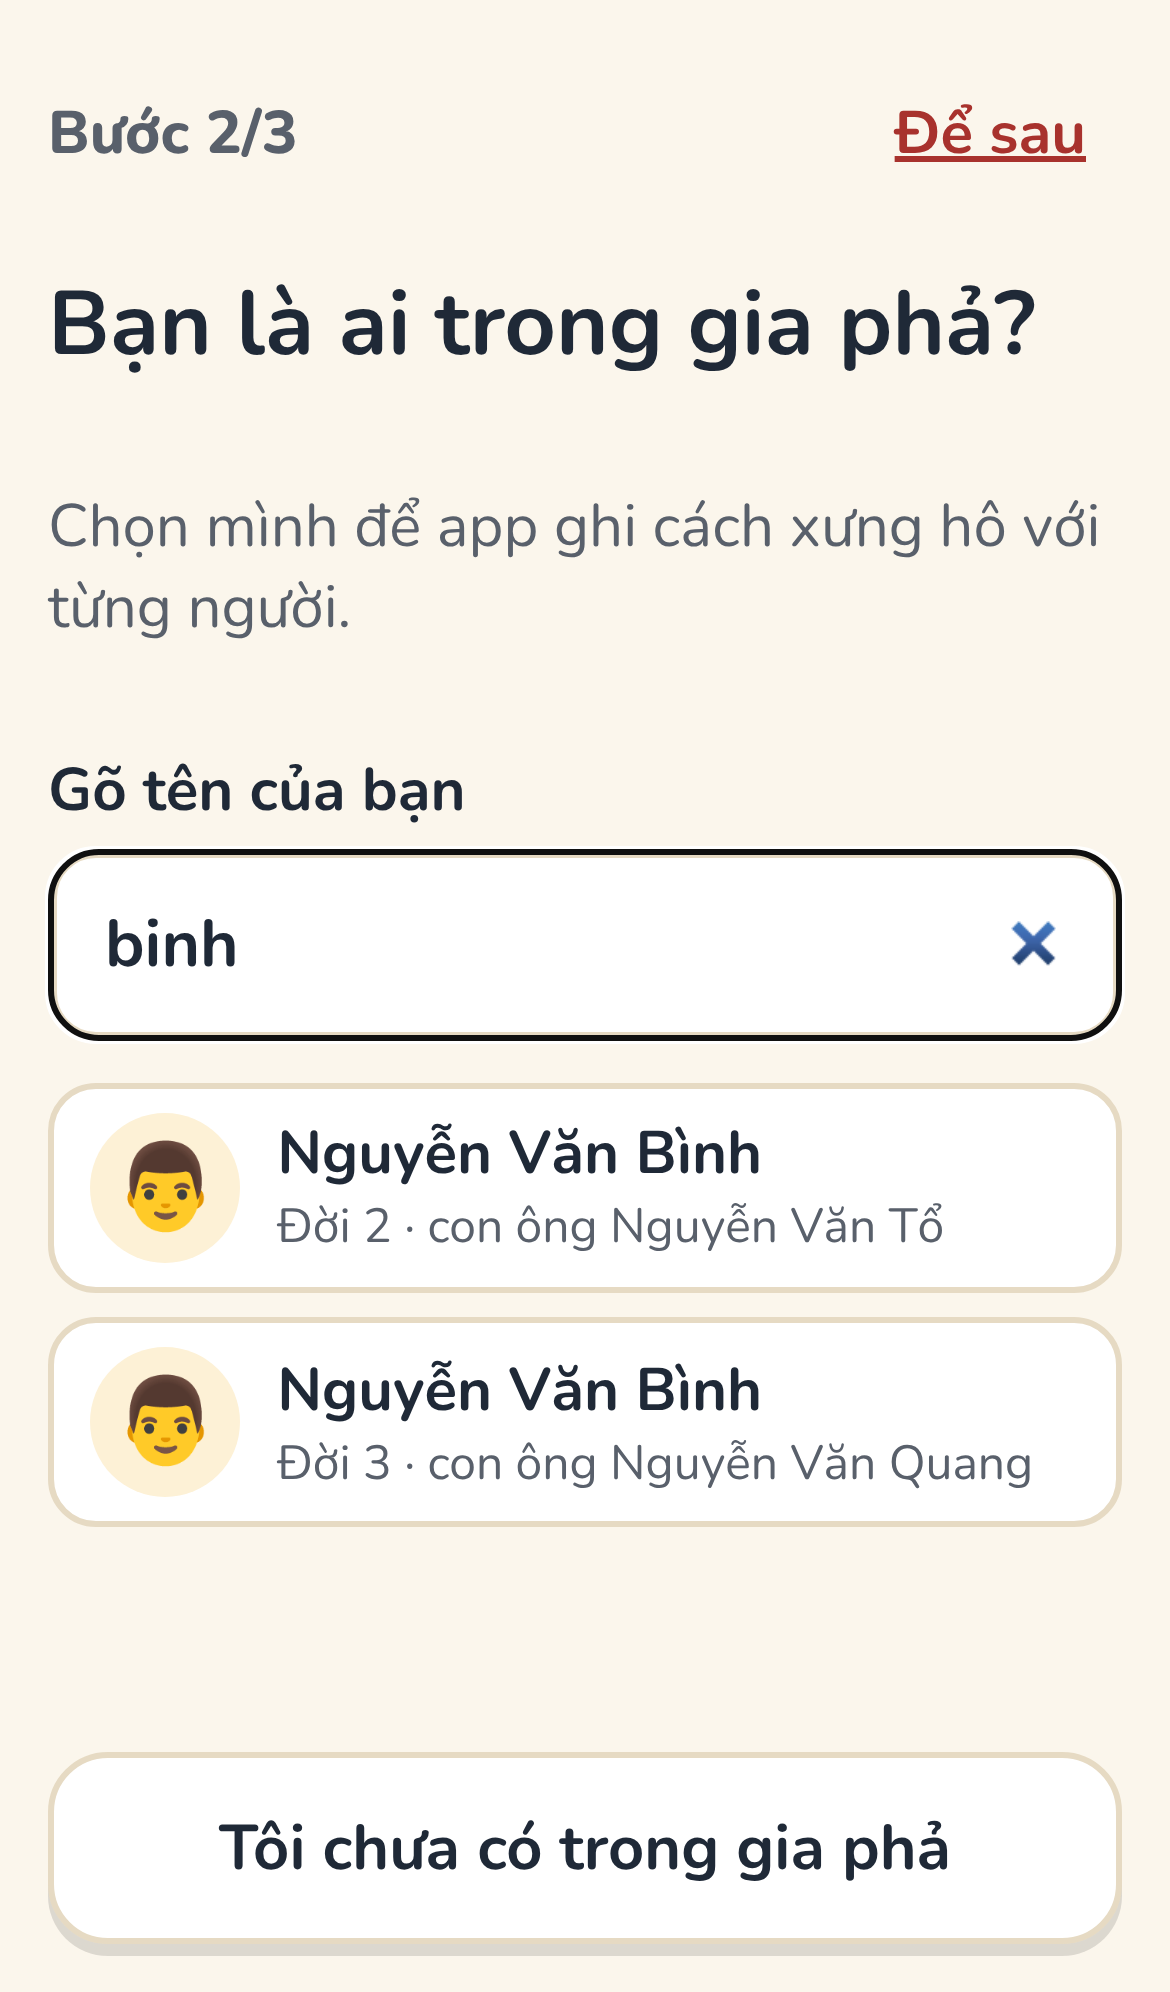 Bước 2/3
Để sau
Bạn là ai trong gia phả?
Chọn mình để app ghi cách xưng hô với
từng người.
Gõ tên của bạn
binh
Nguyễn Văn Bình
Đời 2 · con ông Nguyễn Văn Tổ
Nguyễn Văn Bình
Đời 3 · con ông Nguyễn Văn Quang
Tôi chưa có trong gia phả